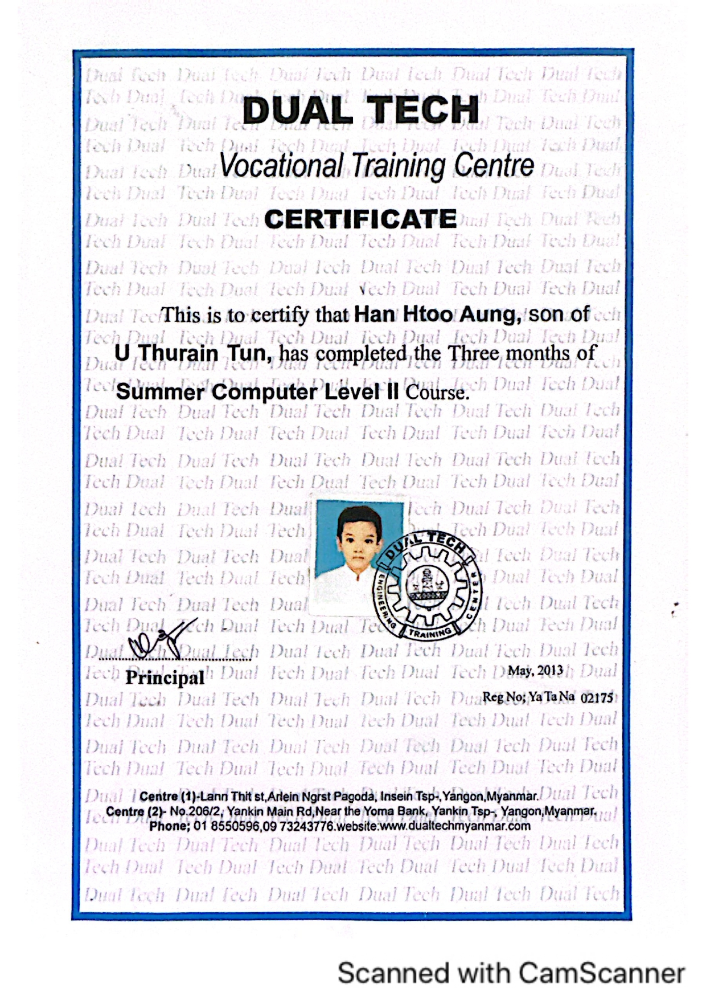 DUAL TECH
Vocational Training Centre
CERTIFICATE
This is to certify that Han Htoo Aung, son of
U Thurain Tun, has completed the Three months of
Summer Computer Level II Course.
DUAL TECH
ENGINEERING
TRAINING
CENTER
Principal
May, 2013
Reg No; Ya Ta Na 02175
Centre (1)-Lann Thit st,Arlein Ngrst Pagoda, Insein Tsp-,Yangon,Myanmar.
Centre (2)- No.206/2, Yankin Main Rd,Near the Yoma Bank, Yankin Tsp-, Yangon,Myanmar.
Phone; 01 8550596,09 73243776.website:www.dualtechmyanmar.com
Scanned with CamScanner